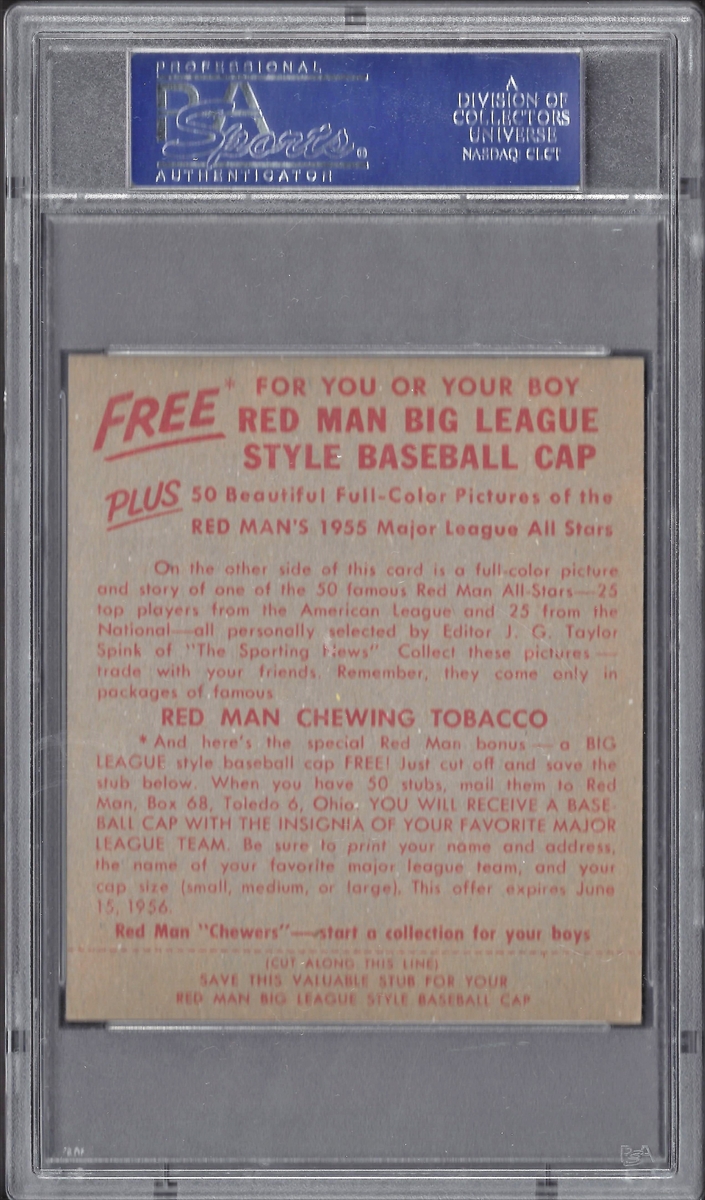 PROFESSIONAL
PSA
Sports®
AUTHENTICATOR
A
DIVISION OF
COLLECTORS
UNIVERSE
NASDAQ: CLCT
FREE* FOR YOU OR YOUR BOY
RED MAN BIG LEAGUE
STYLE BASEBALL CAP
PLUS 50 Beautiful Full-Color Pictures of the
RED MAN'S 1955 Major League All Stars
On the other side of this card is a full-color picture
and story of one of the 50 famous Red Man All-Stars—25
top players from the American League and 25 from the
National—all personally selected by Editor J. G. Taylor
Spink of "The Sporting News" Collect these pictures —
trade with your friends. Remember, they come only in
packages of famous
RED MAN CHEWING TOBACCO
*And here's the special Red Man bonus — a BIG
LEAGUE style baseball cap FREE! Just cut off and save the
stub below. When you have 50 stubs, mail them to Red
Man, Box 68, Toledo 6, Ohio. YOU WILL RECEIVE A BASE-
BALL CAP WITH THE INSIGNIA OF YOUR FAVORITE MAJOR
LEAGUE TEAM. Be sure to print your name and address,
the name of your favorite major league team, and your
cap size (small, medium, or large). This offer expires June
15, 1956.
Red Man "Chewers"—start a collection for your boys
(CUT ALONG THIS LINE)
SAVE THIS VALUABLE STUB FOR YOUR
RED MAN BIG LEAGUE STYLE BASEBALL CAP
PSA